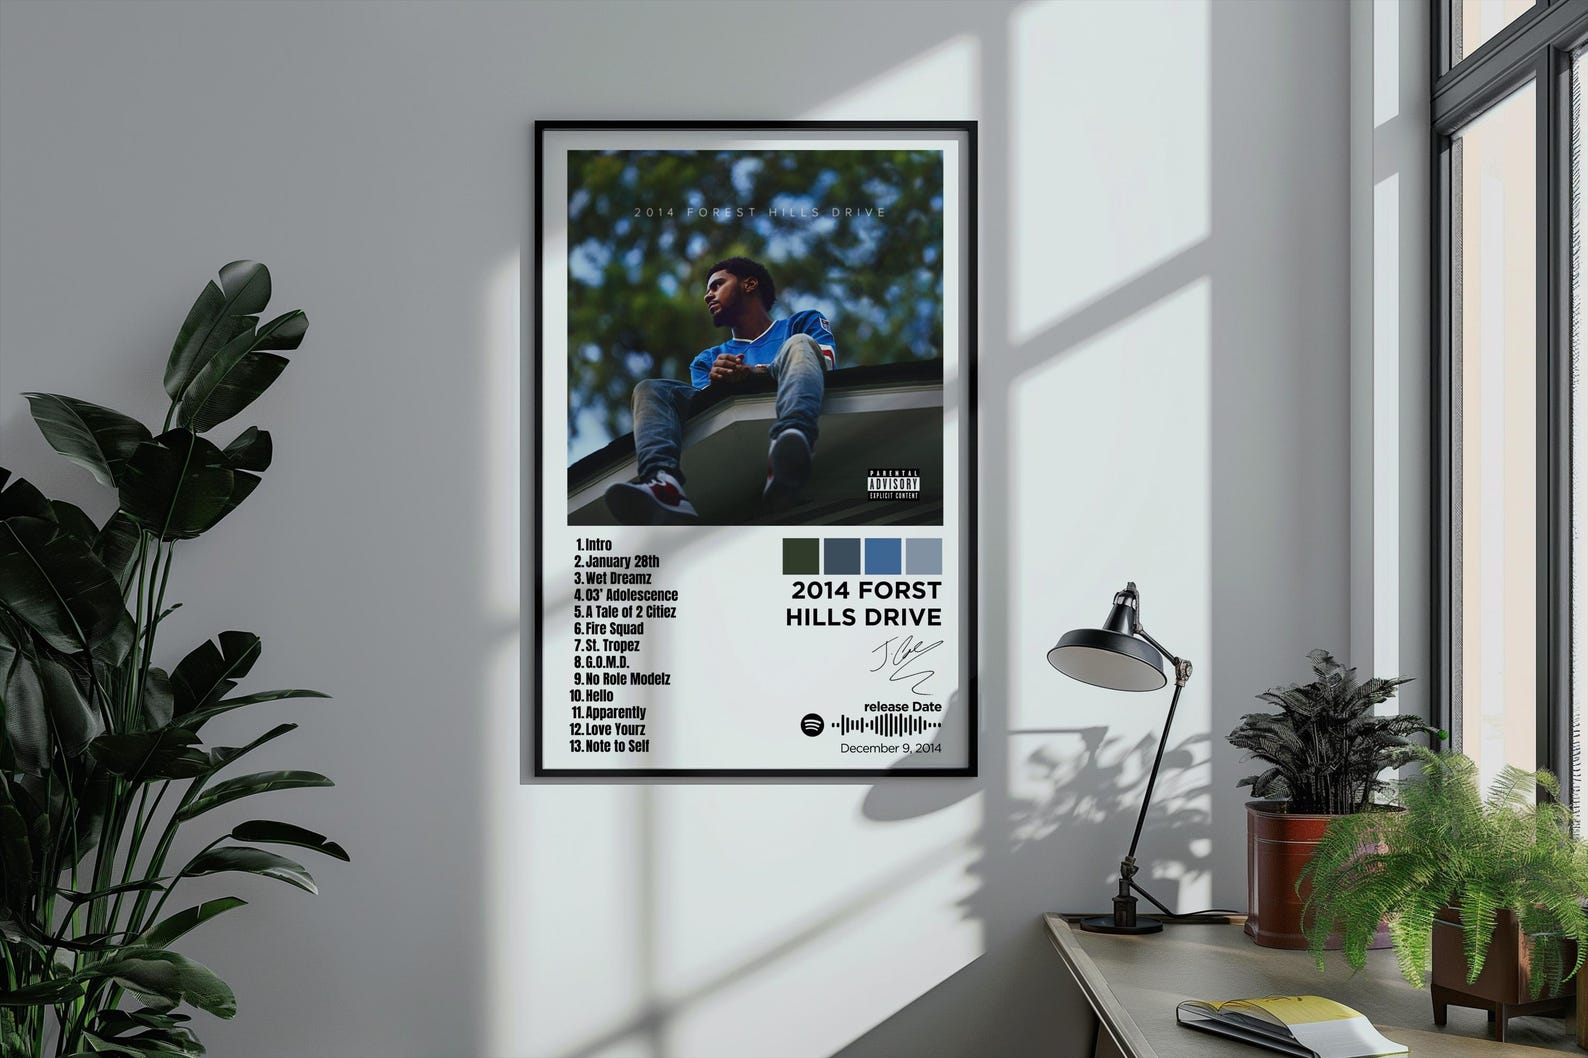 2014 FOREST HILLS DRIVE
PARENTAL
ADVISORY
EXPLICIT CONTENT
1. Intro
2. January 28th
3. Wet Dreamz
4. 03' Adolescence
5. A Tale of 2 Citiez
6. Fire Squad
7. St. Tropez
8. G.O.M.D.
9. No Role Modelz
10. Hello
11. Apparently
12. Love Yourz
13. Note to Self
2014 FORST
HILLS DRIVE
J. Cole
release Date
December 9, 2014